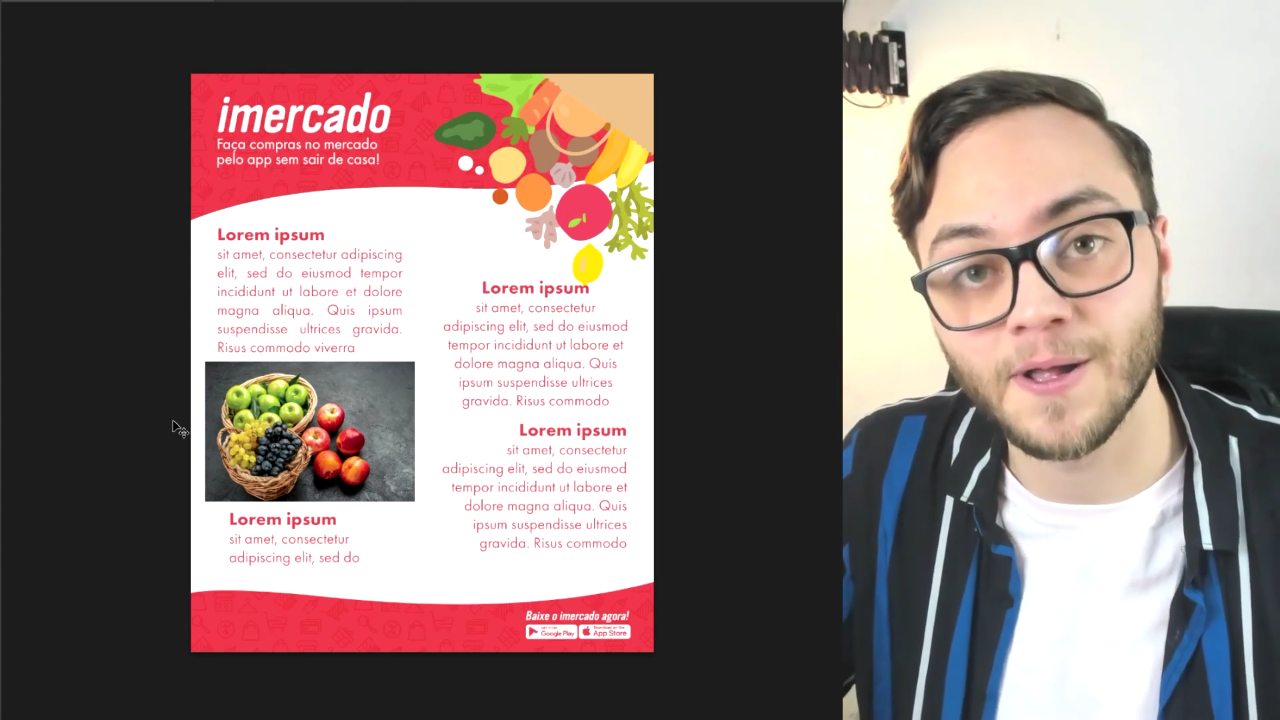 imercado
Faça compras no mercado
pelo app sem sair de casa!
Lorem ipsum
sit amet, consectetur adipiscing
elit, sed do eiusmod tempor
incididunt ut labore et dolore
magna aliqua. Quis ipsum
suspendisse ultrices gravida.
Risus commodo viverra
Lorem ipsum
sit amet, consectetur
adipiscing elit, sed do
Lorem ipsum
sit amet, consectetur
adipiscing elit, sed do eiusmod
tempor incididunt ut labore et
dolore magna aliqua. Quis
ipsum suspendisse ultrices
gravida. Risus commodo
Lorem ipsum
sit amet, consectetur
adipiscing elit, sed do eiusmod
tempor incididunt ut labore et
dolore magna aliqua. Quis
ipsum suspendisse ultrices
gravida. Risus commodo
Baixe o imercado agora!
Google Play
App Store